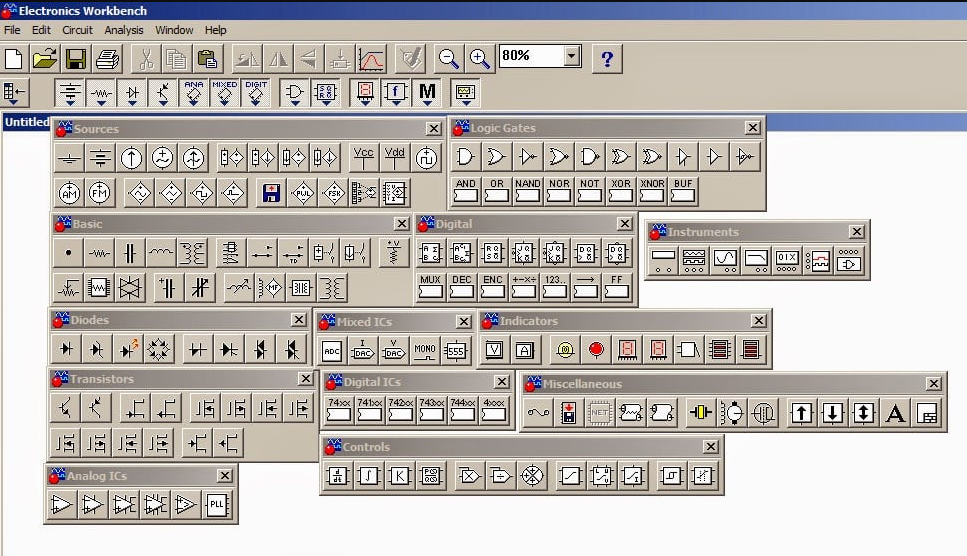 Electronics Workbench
File Edit Circuit Analysis Window Help
80% ?
ANA MIXED DIGIT
f M
Untitled
Sources
Vcc Vdd
AM FM
PWL FSK
Logic Gates
AND OR NAND NOR NOT XOR XNOR BUF
Basic
TD
+V
Digital
MUX DEC ENC +-×÷ 123.. FF
Instruments
Diodes
Mixed ICs
ADC I DAC V DAC MONO 555
Indicators
V A
Transistors
Digital ICs
74xx 741xx 742xx 743xx 744xx 4xxx
Miscellaneous
NET A
Controls
K
Analog ICs
PLL